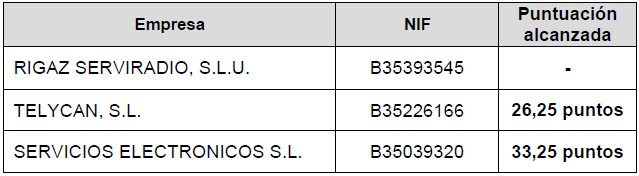 Empresa NIF Puntuación
alcanzada
RIGAZ SERVIRADIO, S.L.U. B35393545 -
TELYCAN, S.L. B35226166 26,25 puntos
SERVICIOS ELECTRONICOS S.L. B35039320 33,25 puntos